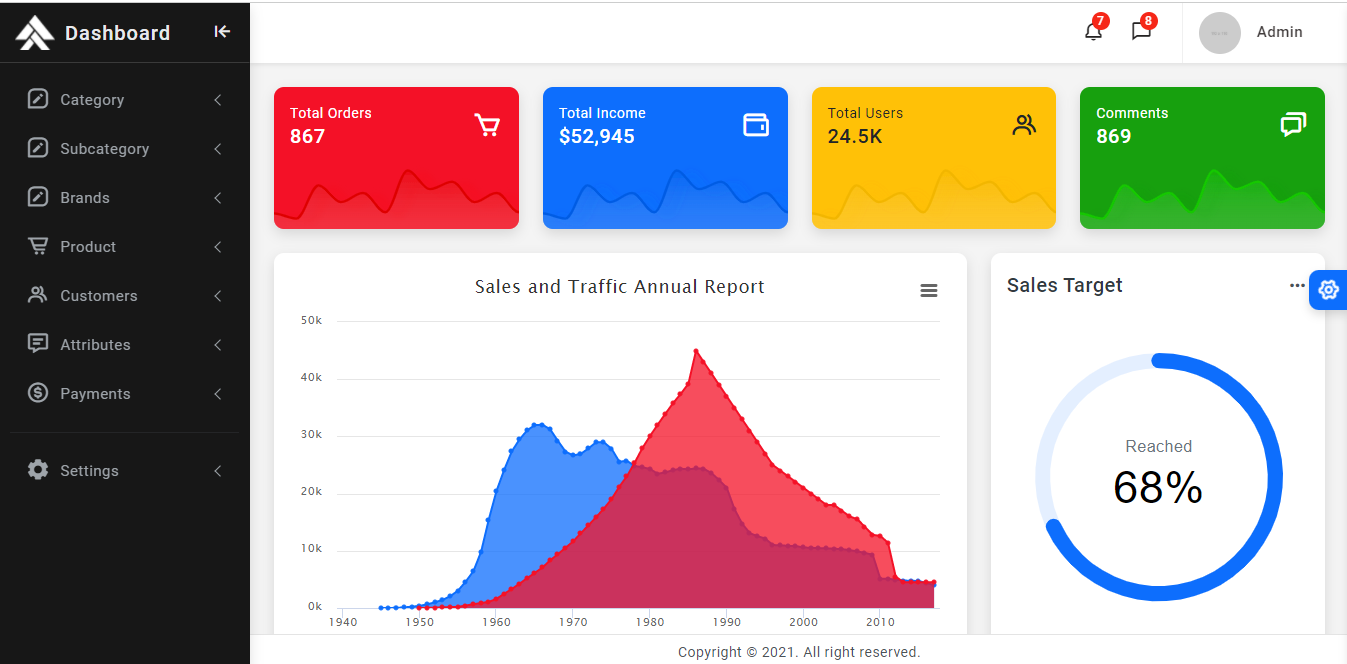 Dashboard
7
8
Admin
Category
Subcategory
Brands
Product
Customers
Attributes
Payments
Settings
Total Orders
867
Total Income
$52,945
Total Users
24.5K
Comments
869
Sales and Traffic Annual Report
50k
40k
30k
20k
10k
0k
1940 1950 1960 1970 1980 1990 2000 2010
Sales Target
Reached
68%
Copyright © 2021. All right reserved.